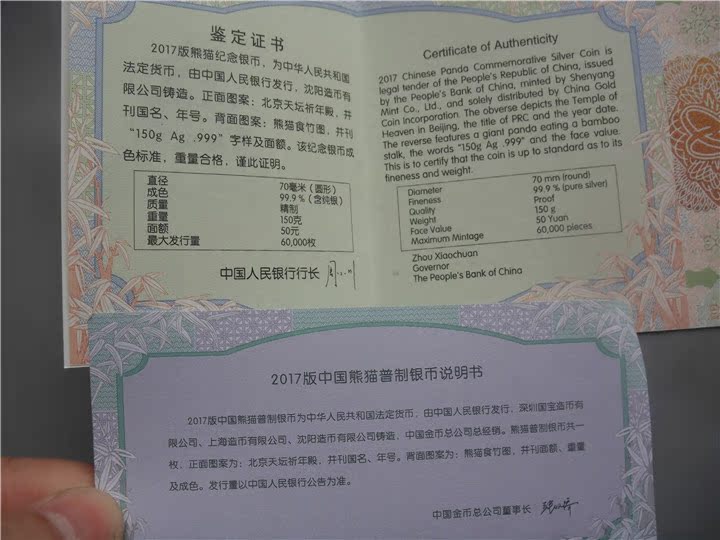 鉴定证书
2017版熊猫纪念银币，为中华人民共和国
法定货币，由中国人民银行发行，沈阳造币有
限公司铸造。正面图案：北京天坛祈年殿，并
刊国名、年号。背面图案：熊猫食竹图，并刊
“150g Ag .999”字样及面额。该纪念银币成
色标准，重量合格，谨此证明。
直径 70毫米（圆形）
成色 99.9％（含纯银）
质量 精制
重量 150克
面额 50元
最大发行量 60,000枚
中国人民银行行长
Certificate of Authenticity
2017 Chinese Panda Commemorative Silver Coin is
legal tender of the People's Republic of China, issued
by the People's Bank of China, minted by Shenyang
Mint Co., Ltd., and solely distributed by China Gold
Coin Incorporation. The obverse depicts the Temple of
Heaven in Beijing, the title of PRC and the year date.
The reverse features a giant panda eating a bamboo
stalk, the words "150g Ag .999" and the face value.
This is to certify that the coin is up to standard as to its
fineness and weight.
Diameter 70 mm (round)
Fineness 99.9 % (pure silver)
Quality Proof
Weight 150 g
Face Value 50 Yuan
Maximum Mintage 60,000 pieces
Zhou Xiaochuan
Governor
The People's Bank of China
2017版中国熊猫普制银币说明书
2017版中国熊猫普制银币为中华人民共和国法定货币，由中国人民银行发行，深圳国宝造币有
限公司、上海造币有限公司、沈阳造币有限公司铸造，中国金币总公司总经销。熊猫普制银币共一
枚，正面图案为：北京天坛祈年殿，并刊国名、年号。背面图案为：熊猫食竹图，并刊面额、重量
及成色。发行量以中国人民银行公告为准。
中国金币总公司董事长